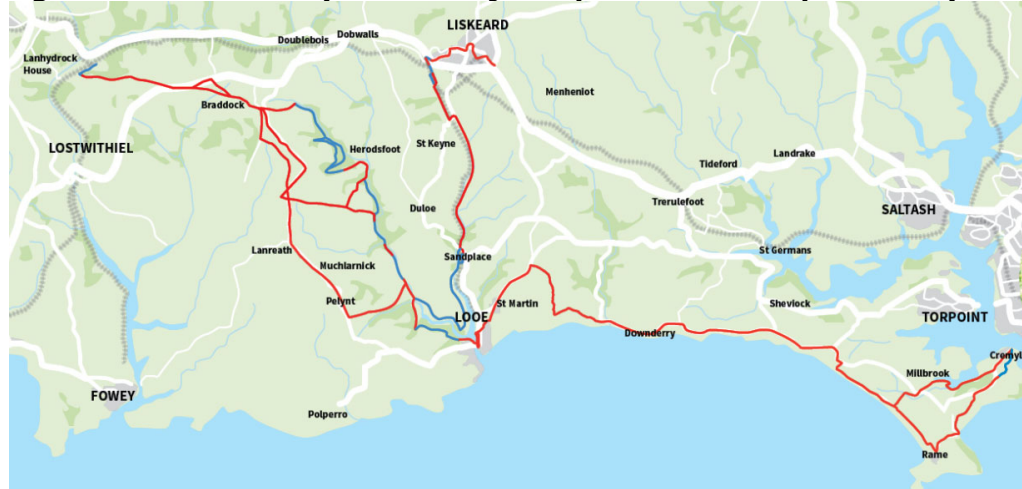 LISKEARD
Dobwalls
Doublebois
Lanhydrock
House
Menheniot
Braddock
LOSTWITHIEL
Herodsfoot
St Keyne
Landrake
Tideford
Trerulefoot
Duloe
SALTASH
Lanreath
Sandplace
St Germans
Muchlarnick
Pelynt
St Martin
Sheviock
LOOE
TORPOINT
Downderry
Cremyl
Millbrook
FOWEY
Polperro
Rame